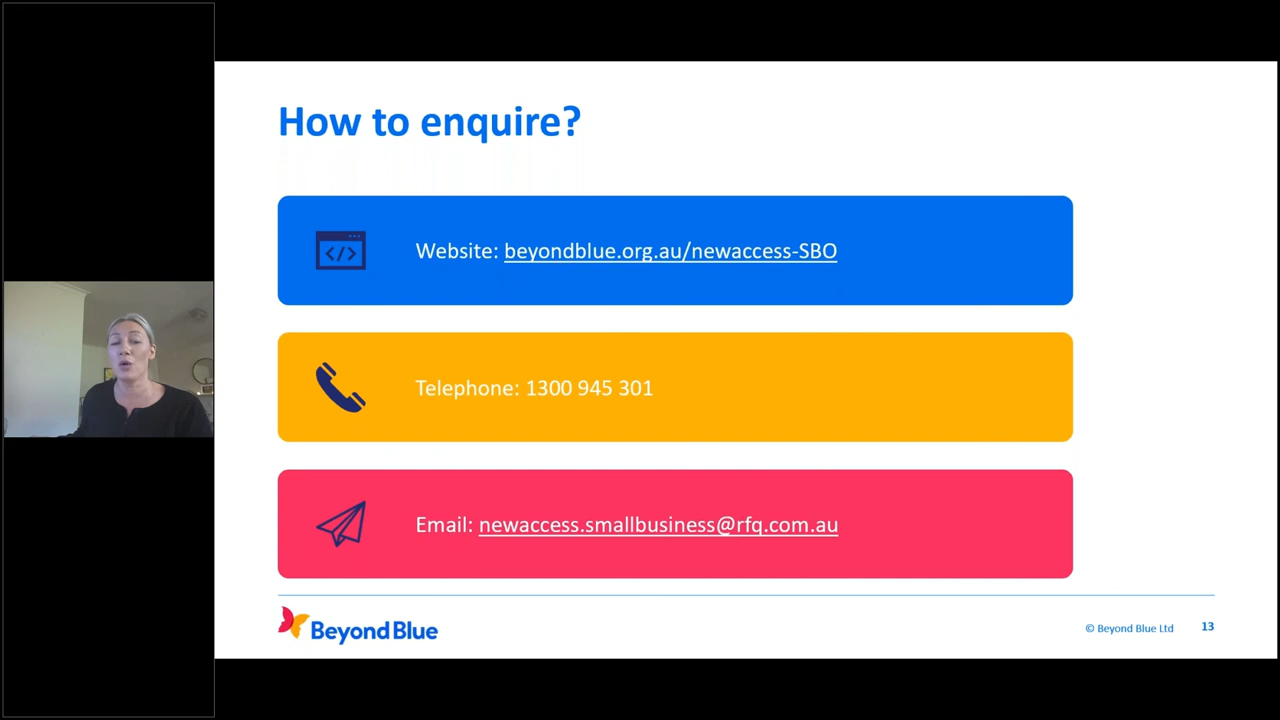 How to enquire?
Website: beyondblue.org.au/newaccess-SBO
Telephone: 1300 945 301
Email: newaccess.smallbusiness@rfq.com.au
Beyond Blue
© Beyond Blue Ltd 13